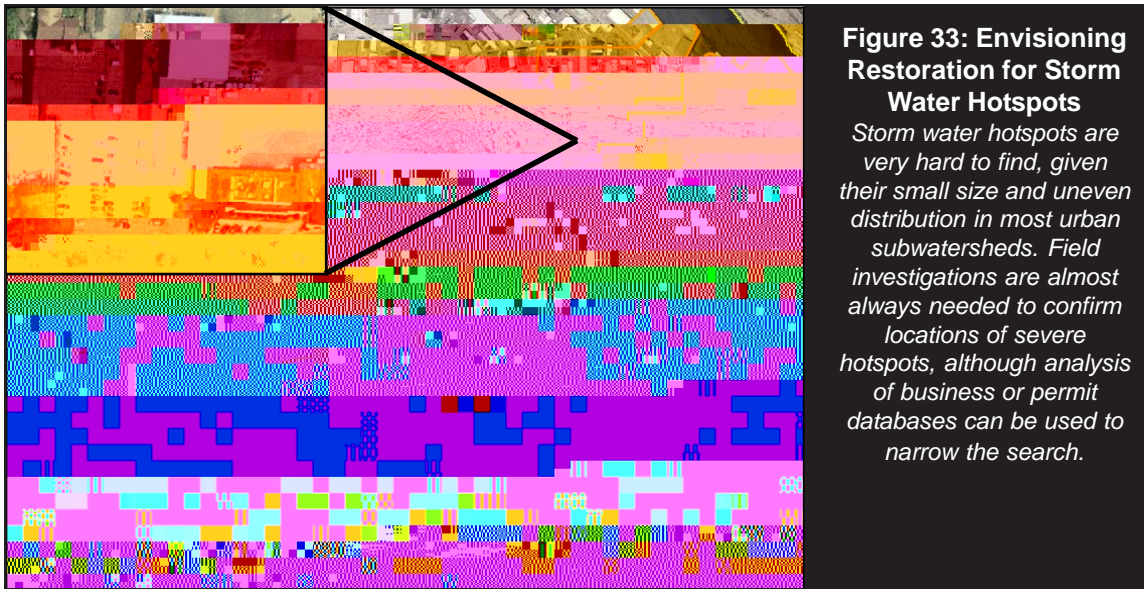 Figure 33: Envisioning
Restoration for Storm
Water Hotspots
Storm water hotspots are
very hard to find, given
their small size and uneven
distribution in most urban
subwatersheds. Field
investigations are almost
always needed to confirm
locations of severe
hotspots, although analysis
of business or permit
databases can be used to
narrow the search.